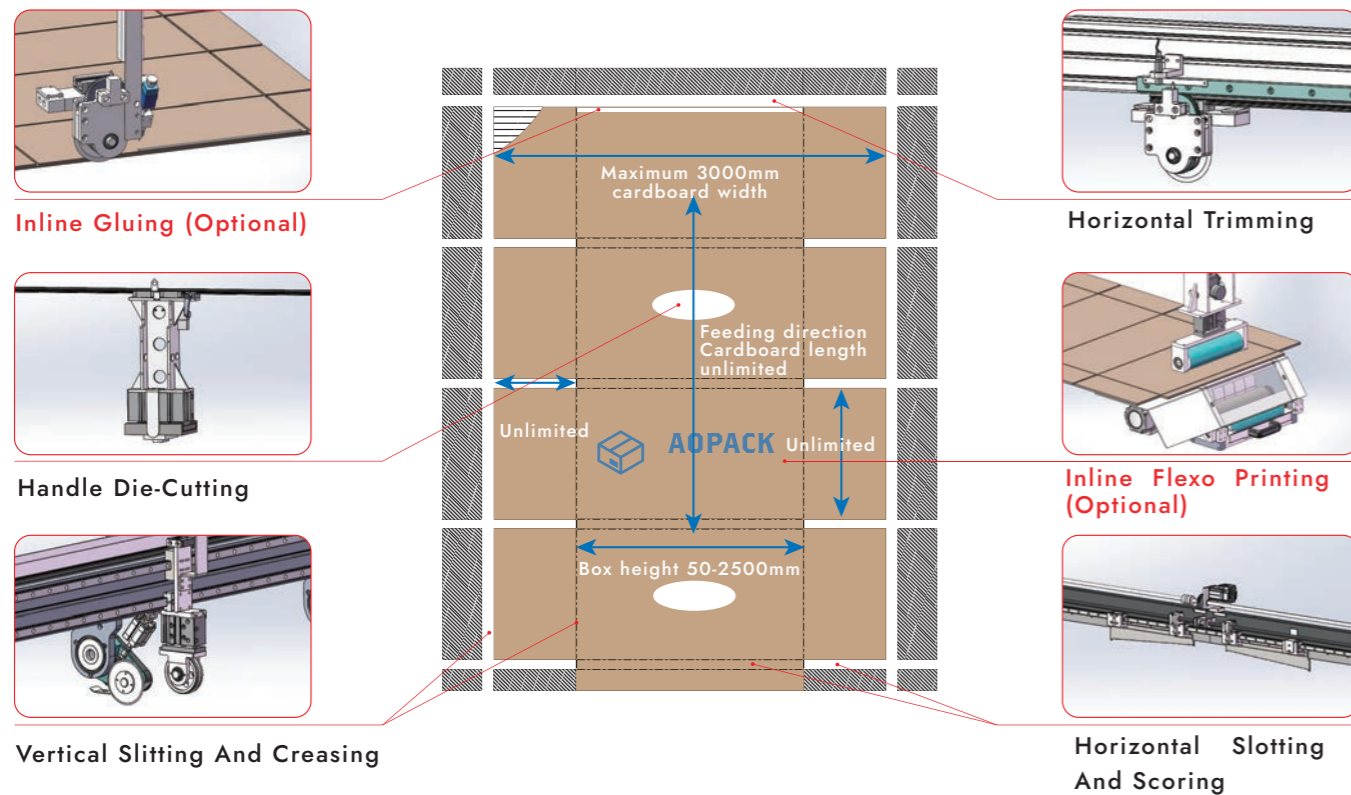 Maximum 3000mm
cardboard width
Inline Gluing (Optional)
Horizontal Trimming
Feeding direction
Cardboard length
unlimited
Unlimited
AOPACK
Unlimited
Handle Die-Cutting
Inline Flexo Printing
(Optional)
Box height 50-2500mm
Vertical Slitting And Creasing
Horizontal Slotting
And Scoring